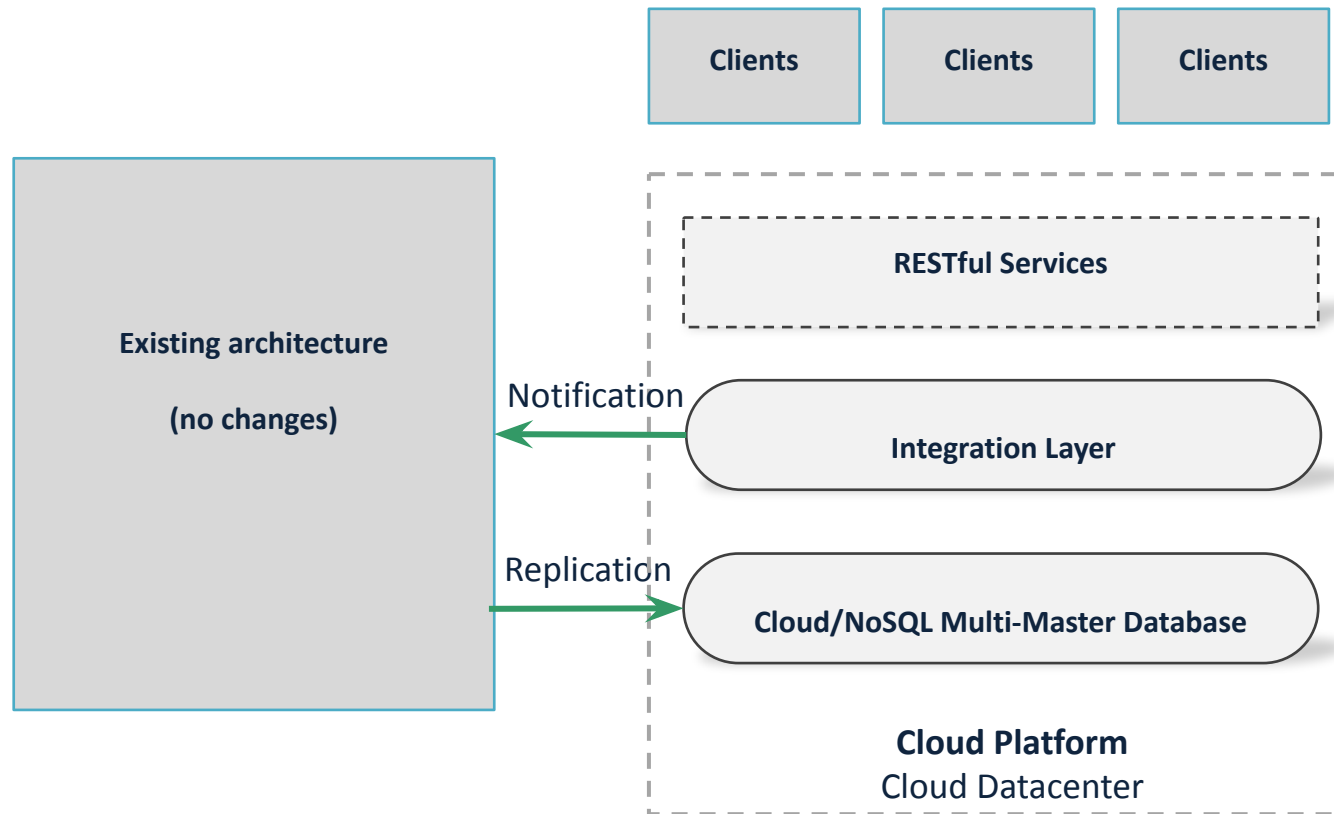 Clients
Clients
Clients
RESTful Services
Existing architecture
(no changes)
Notification
Integration Layer
Replication
Cloud/NoSQL Multi-Master Database
Cloud Platform
Cloud Datacenter